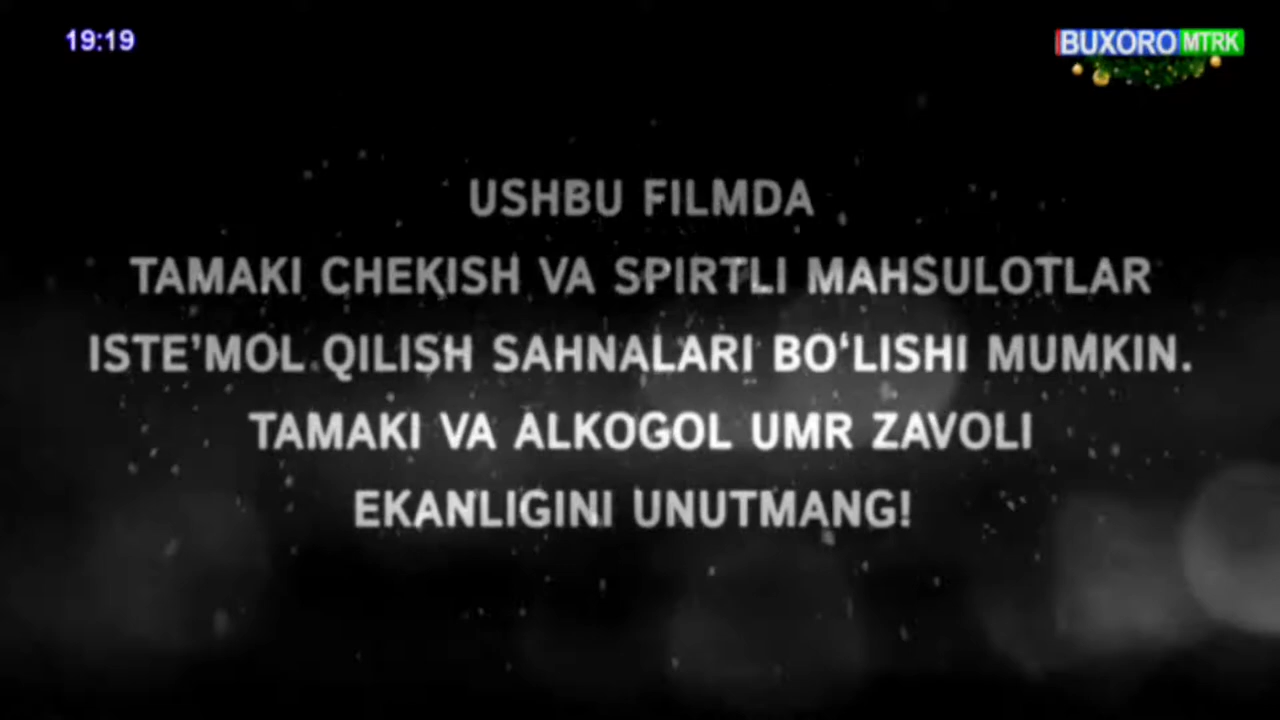 19:19
BUXORO MTRK
USHBU FILMDA
TAMAKI CHEKISH VA SPIRTLI MAHSULOTLAR
ISTE’MOL QILISH SAHNALARI BO‘LISHI MUMKIN.
TAMAKI VA ALKOGOL UMR ZAVOLI
EKANLIGINI UNUTMANG!